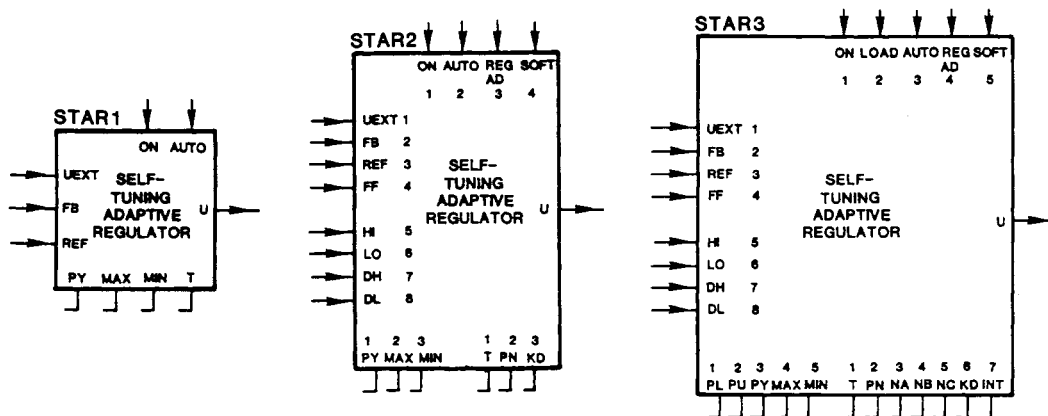 STAR1
ON AUTO
UEXT
FB
REF
SELF-
TUNING
ADAPTIVE
REGULATOR
U
PY MAX MIN T
STAR2
ON AUTO REG SOFT
AD
1 2 3 4
UEXT 1
FB 2
REF 3
FF 4
HI 5
LO 6
DH 7
DL 8
SELF-
TUNING
ADAPTIVE
REGULATOR
U
1 2 3 1 2 3
PY MAX MIN T PN KD
STAR3
ON LOAD AUTO REG SOFT
AD
1 2 3 4 5
UEXT 1
FB 2
REF 3
FF 4
HI 5
LO 6
DH 7
DL 8
SELF-
TUNING
ADAPTIVE
REGULATOR
U
1 2 3 4 5 1 2 3 4 5 6 7
PL PU PY MAX MIN T PN NA NB NC KD INT